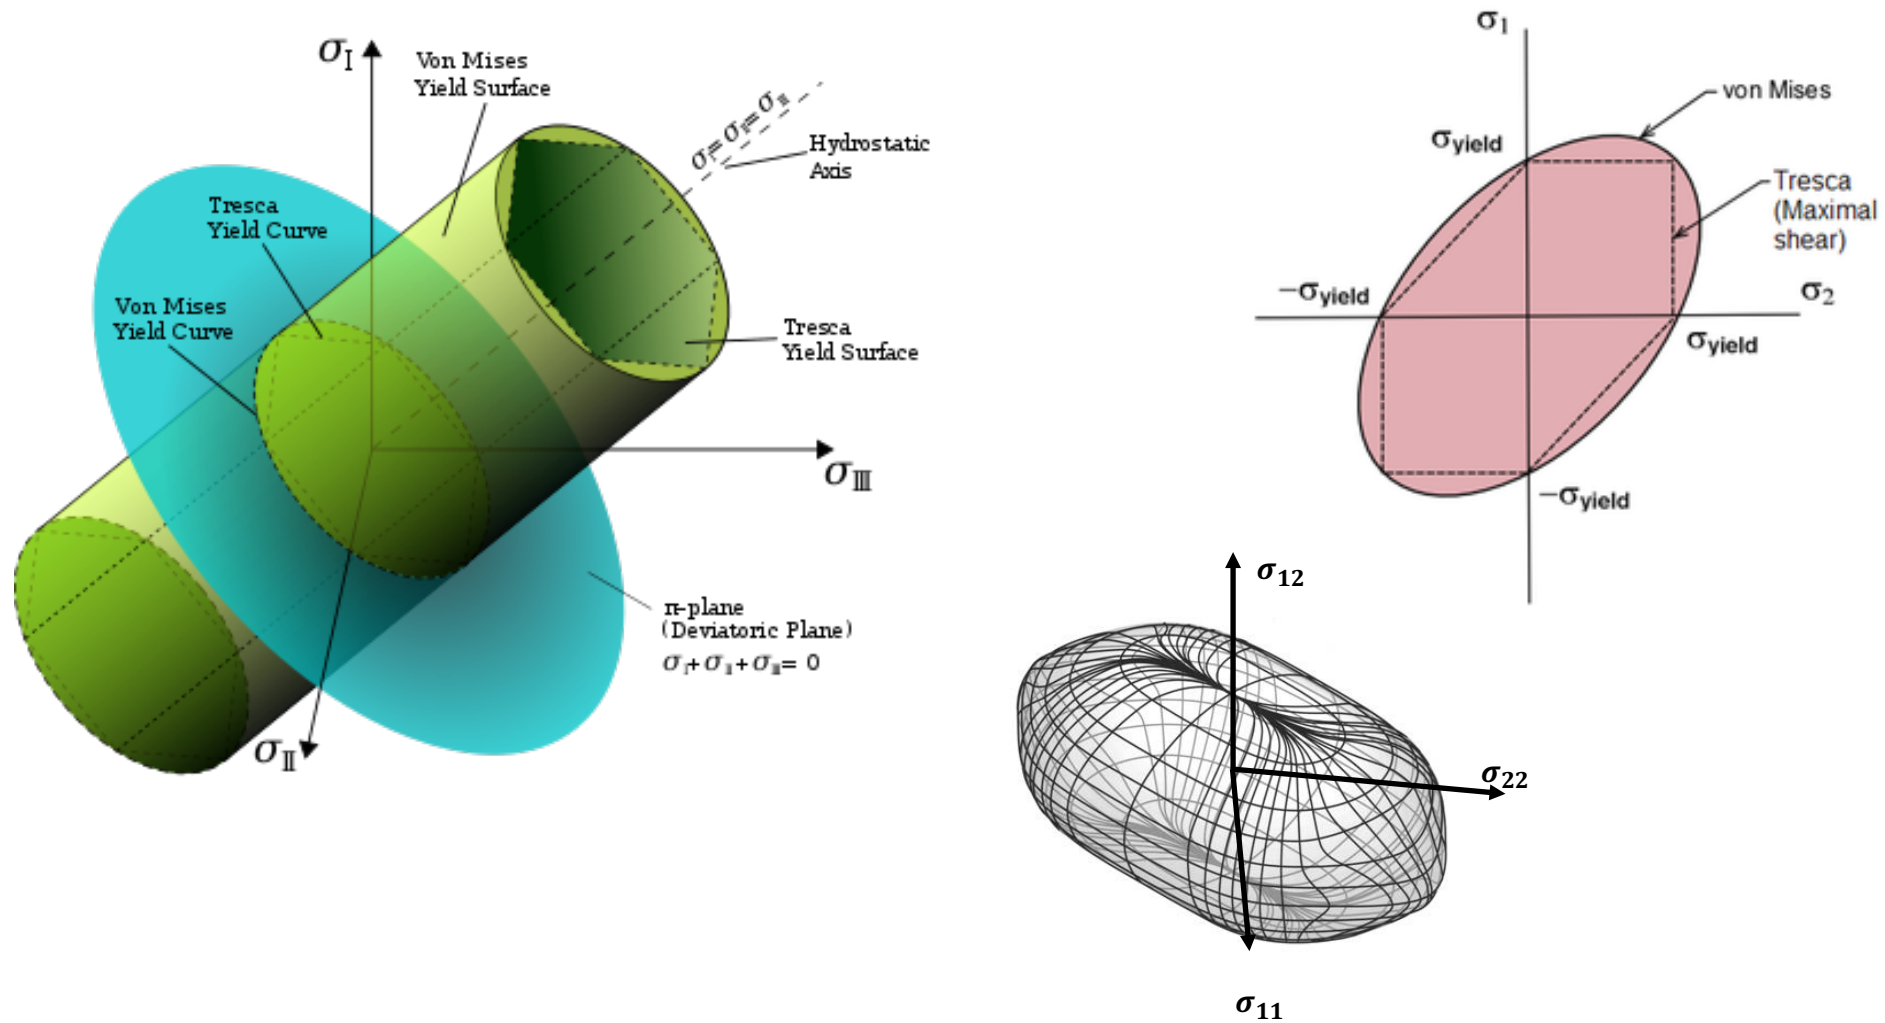 σI
Von Mises
Yield Surface
σI=σII=σIII
Hydrostatic
Axis
Tresca
Yield Curve
Von Mises
Yield Curve
Tresca
Yield Surface
σIII
π-plane
(Deviatoric Plane)
σI+σII+σIII= 0
σII
σ1
von Mises
σyield
Tresca
(Maximal
shear)
−σyield
σ2
σyield
−σyield
σ12
σ22
σ11